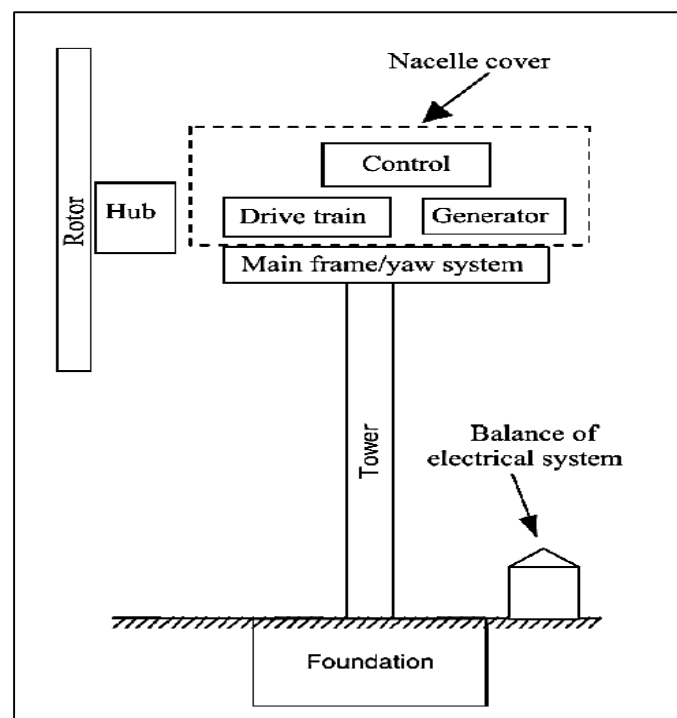 Nacelle cover
Control
Rotor
Hub
Drive train
Generator
Main frame/yaw system
Tower
Balance of
electrical system
Foundation